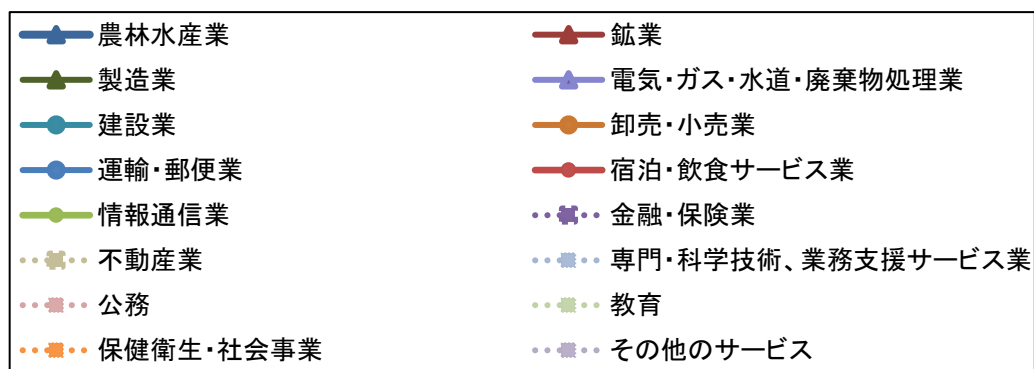 農林水産業
鉱業
製造業
電気・ガス・水道・廃棄物処理業
建設業
卸売・小売業
運輸・郵便業
宿泊・飲食サービス業
情報通信業
金融・保険業
不動産業
専門・科学技術、業務支援サービス業
公務
教育
保健衛生・社会事業
その他のサービス